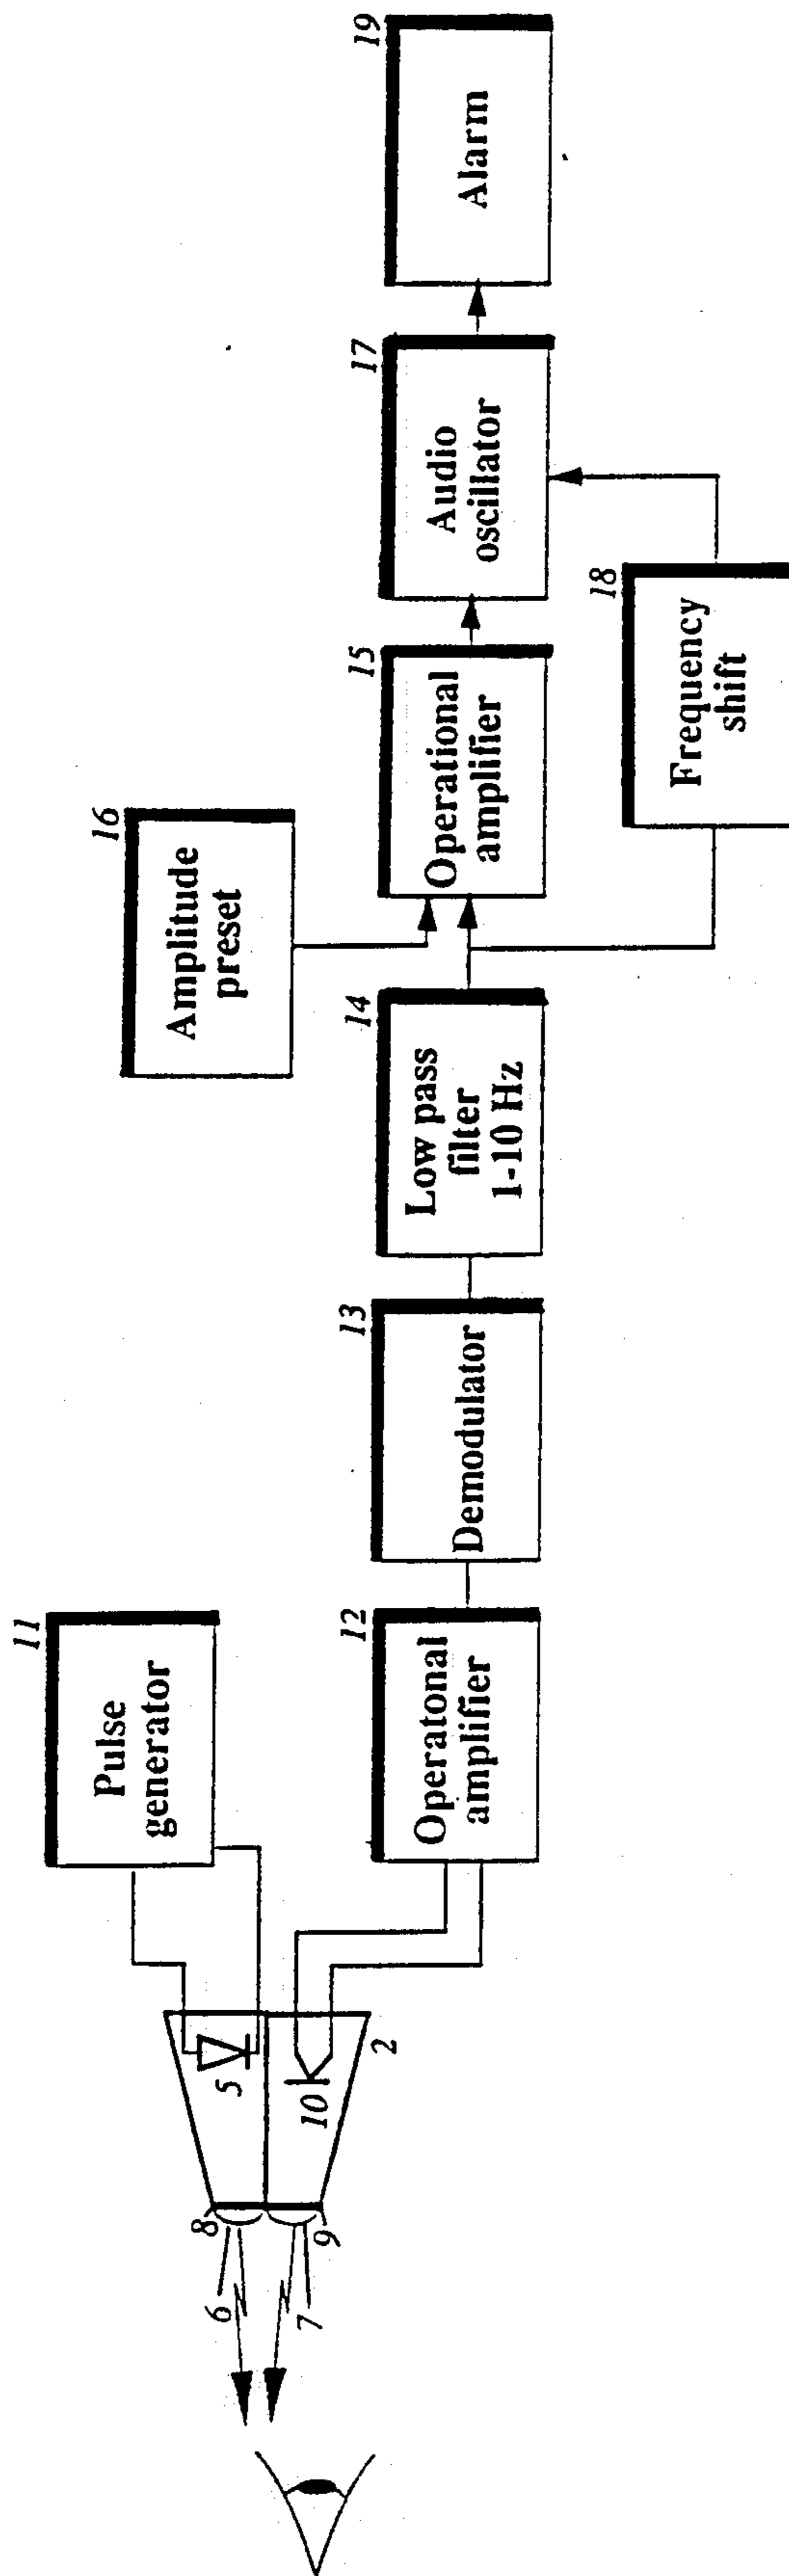 11
Pulse
generator
16
Amplitude
preset
8
6
5
10
7
9
2
12
Operatonal
amplifier
13
Demodulator
14
Low pass
filter
1-10 Hz
15
Operational
amplifier
17
Audio
oscillator
19
Alarm
18
Frequency
shift